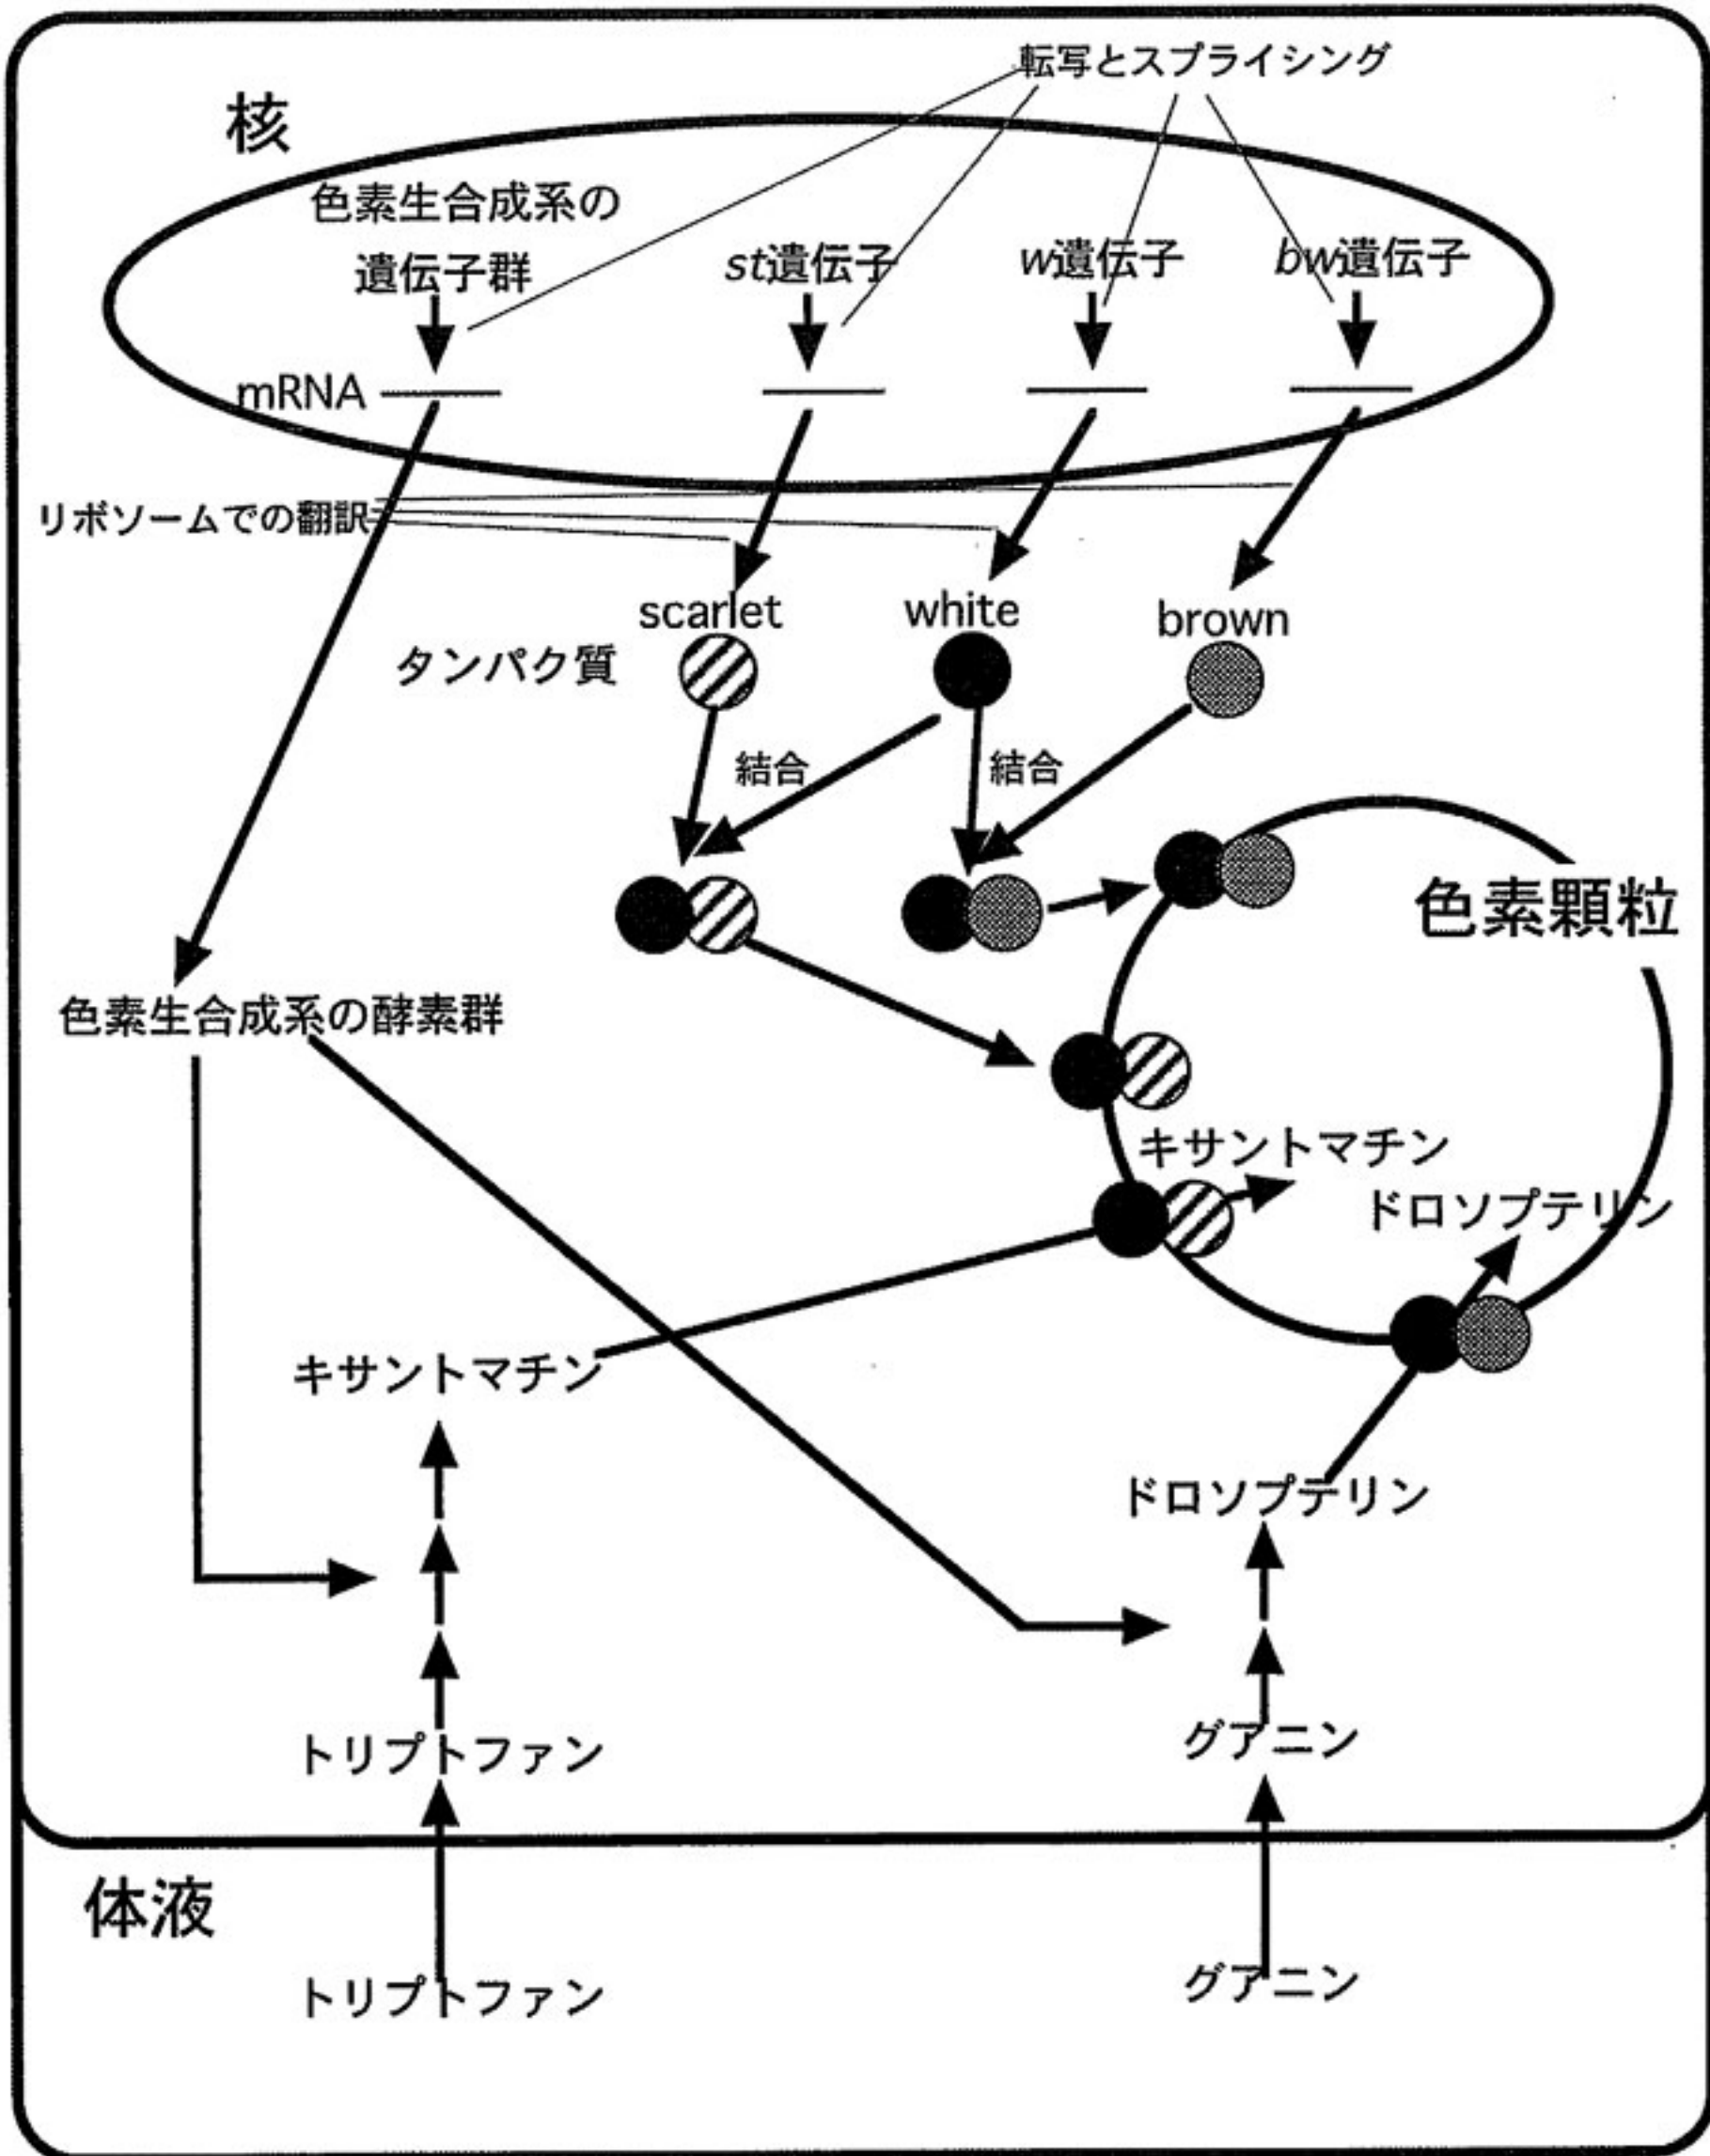 転写とスプライシング
核
色素生合成系の
遺伝子群
st遺伝子
w遺伝子
bw遺伝子
mRNA
リボソームでの翻訳
scarlet
white
brown
タンパク質
結合
結合
色素顆粒
色素生合成系の酵素群
キサントマチン
ドロソプテリン
キサントマチン
ドロソプテリン
トリプトファン
グアニン
体液
トリプトファン
グアニン